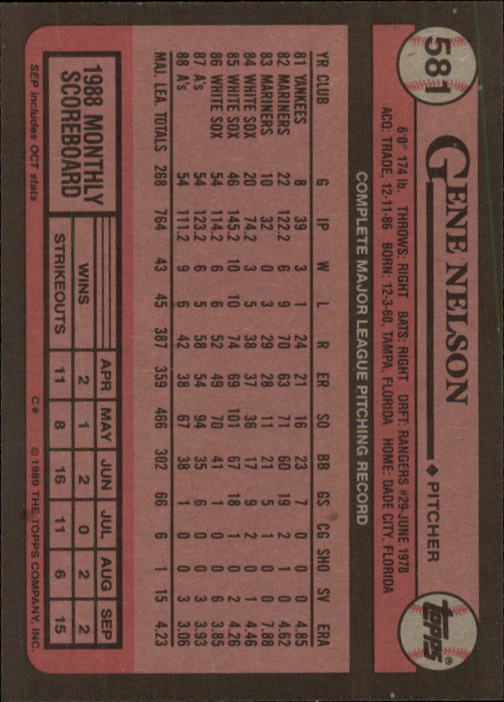 581
GENE NELSON ◆ PITCHER
TOPPS®
6'0" 174 lb. THROWS: RIGHT BATS: RIGHT DRFT: RANGERS #29-JUNE 1978
ACQ: TRADE, 12-11-86 BORN: 12-3-60, TAMPA, FLORIDA HOME: DADE CITY, FLORIDA
COMPLETE MAJOR LEAGUE PITCHING RECORD
YR CLUB G IP W L R ER SO BB GS CG SHO SV ERA
81 YANKEES 8 39 3 1 24 21 16 23 7 0 0 0 4.85
82 MARINERS 22 122.2 6 9 70 63 71 60 19 2 1 0 4.62
83 MARINERS 10 32 0 3 29 28 11 21 5 1 0 0 7.88
84 WHITE SOX 20 74.2 3 5 38 37 36 17 9 2 0 1 4.46
85 WHITE SOX 46 145.2 10 10 74 69 101 67 18 1 0 2 4.26
86 WHITE SOX 54 114.2 6 6 52 49 70 41 1 0 0 6 3.85
87 A's 54 123.2 6 5 58 54 94 35 6 0 0 3 3.93
88 A's 54 111.2 9 6 42 38 67 38 1 0 0 3 3.06
MAJ. LEA. TOTALS 268 764 43 45 387 359 466 302 66 6 1 15 4.23
1988 MONTHLY
SCOREBOARD
APR MAY JUN JUL AUG SEP
WINS 2 1 2 0 2 2
STRIKEOUTS 11 8 16 11 6 15
SEP includes OCT stats
C* © 1989 THE TOPPS COMPANY, INC.